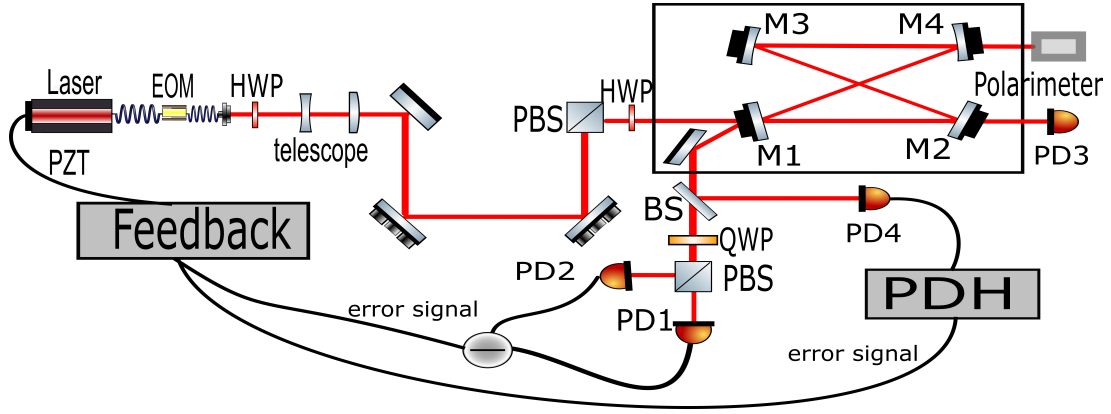 Laser
EOM
HWP
PZT
telescope
PBS
HWP
M3
M4
Polarimeter
M1
M2
PD3
Feedback
BS
PD4
QWP
PD2
PBS
PDH
error signal
PD1
error signal